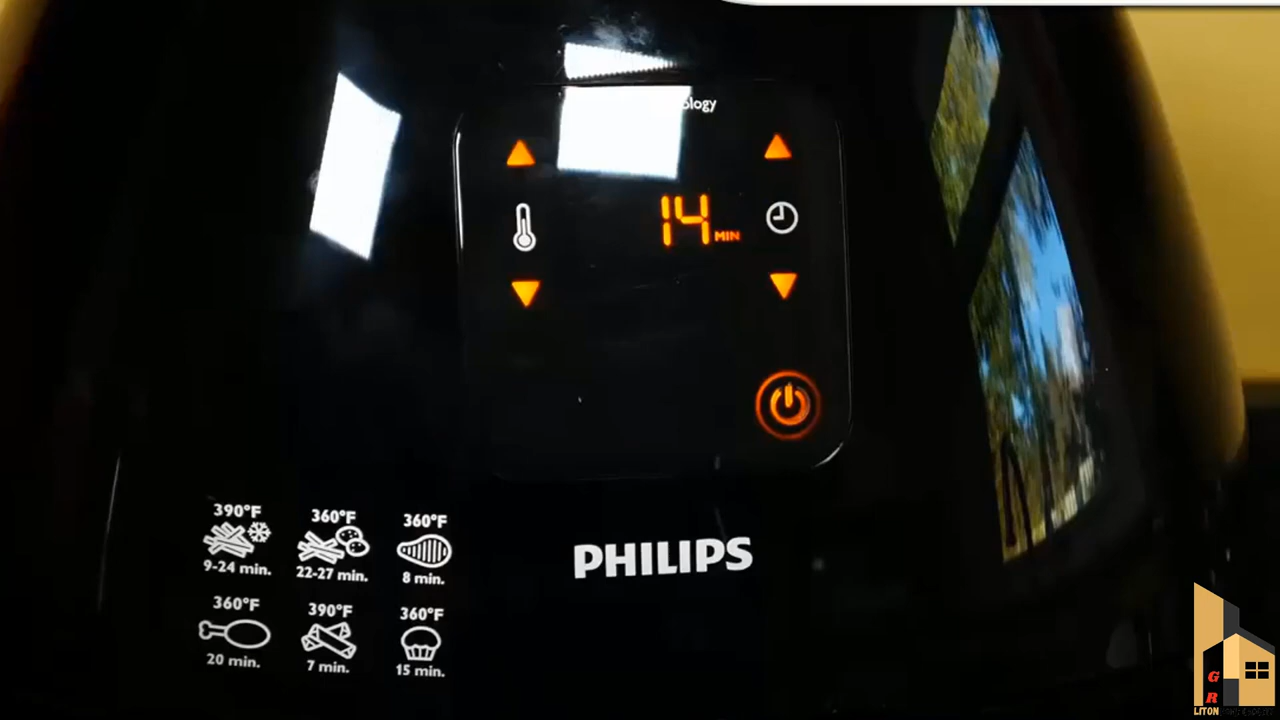 14 MIN
PHILIPS
390°F
9-24 min.
360°F
22-27 min.
360°F
8 min.
360°F
20 min.
390°F
7 min.
360°F
15 min.
G
R
LITON